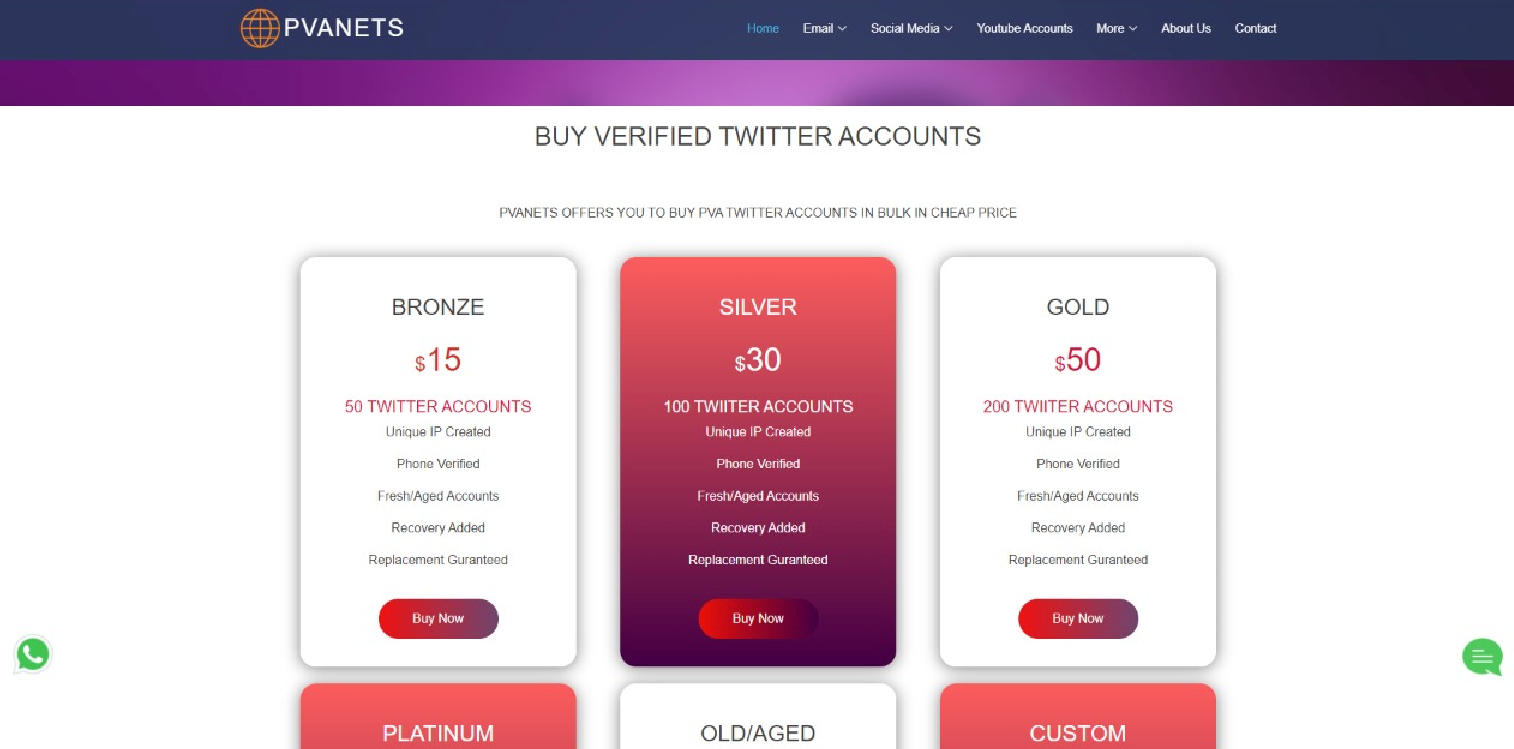 PVANETS
Home Email Social Media Youtube Accounts More About Us Contact
BUY VERIFIED TWITTER ACCOUNTS
PVANETS OFFERS YOU TO BUY PVA TWITTER ACCOUNTS IN BULK IN CHEAP PRICE
BRONZE
$15
50 TWITTER ACCOUNTS
Unique IP Created
Phone Verified
Fresh/Aged Accounts
Recovery Added
Replacement Guranteed
Buy Now
SILVER
$30
100 TWIITER ACCOUNTS
Unique IP Created
Phone Verified
Fresh/Aged Accounts
Recovery Added
Replacement Guranteed
Buy Now
GOLD
$50
200 TWIITER ACCOUNTS
Unique IP Created
Phone Verified
Fresh/Aged Accounts
Recovery Added
Replacement Guranteed
Buy Now
PLATINUM
OLD/AGED
CUSTOM